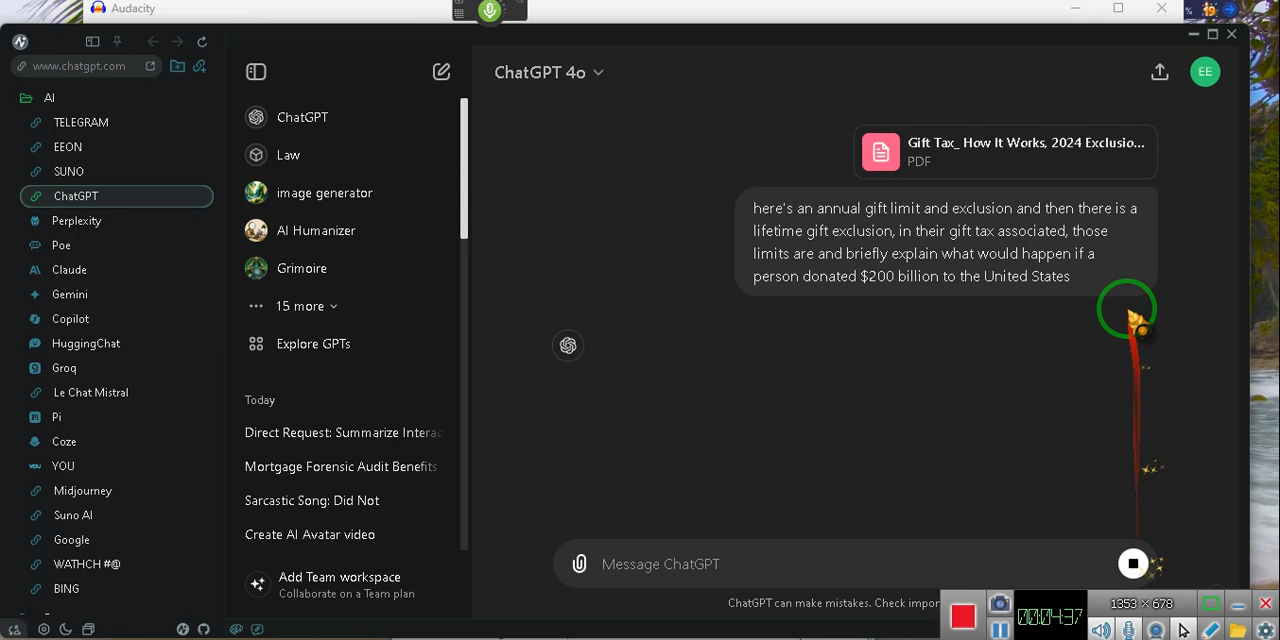 Audacity
19
www.chatgpt.com
AI
TELEGRAM
EEON
SUNO
ChatGPT
Perplexity
Poe
Claude
Gemini
Copilot
HuggingChat
Groq
Le Chat Mistral
Pi
Coze
YOU
Midjourney
Suno AI
Google
WATHCH #@
BING
ChatGPT
Law
image generator
AI Humanizer
Grimoire
15 more
Explore GPTs
Today
Direct Request: Summarize Interac
Mortgage Forensic Audit Benefits
Sarcastic Song: Did Not
Create AI Avatar video
Add Team workspace
Collaborate on a Team plan
ChatGPT 4o
EE
Gift Tax_ How It Works, 2024 Exclusio...
PDF
here's an annual gift limit and exclusion and then there is a
lifetime gift exclusion, in their gift tax associated, those
limits are and briefly explain what would happen if a
person donated $200 billion to the United States
Message ChatGPT
ChatGPT can make mistakes. Check impor
00:04:37
1353 × 678